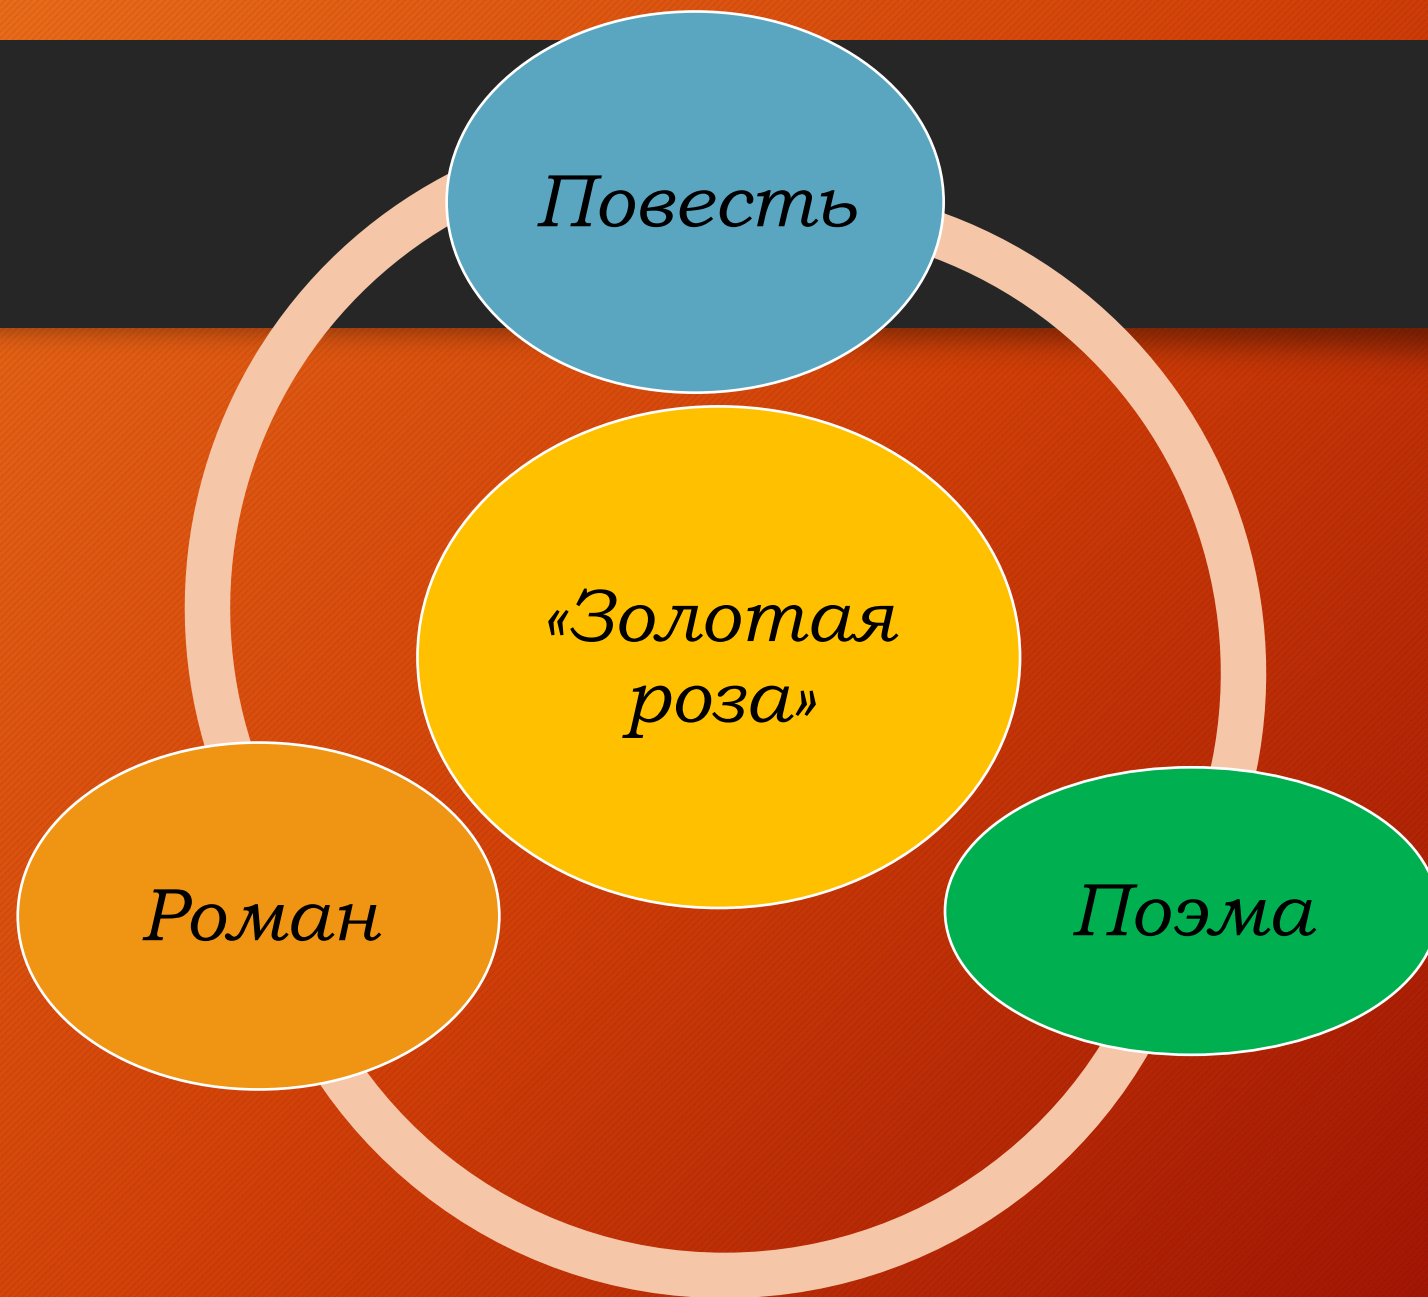 Повесть
«Золотая
роза»
Роман
Поэма